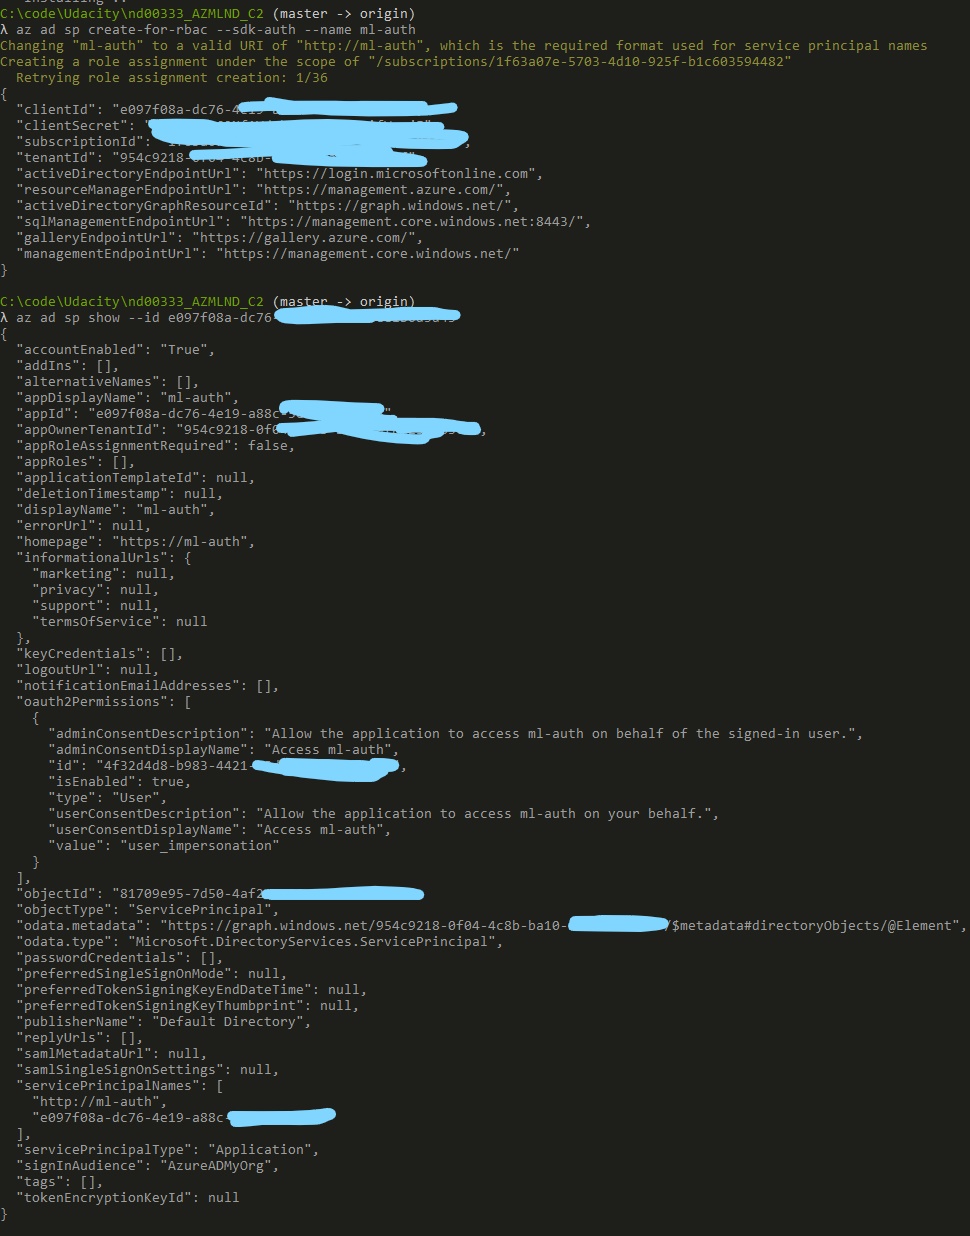 C:\code\Udacity\nd00333_AZMLND_C2 (master -> origin)
λ az ad sp create-for-rbac --sdk-auth --name ml-auth
Changing "ml-auth" to a valid URI of "http://ml-auth", which is the required format used for service principal names
Creating a role assignment under the scope of "/subscriptions/1f63a07e-5703-4d10-925f-b1c603594482"
Retrying role assignment creation: 1/36
{
"clientId": "e097f08a-dc76-4
"clientSecret": "
"subscriptionId":
"tenantId": "954c9218-
"activeDirectoryEndpointUrl": "https://login.microsoftonline.com",
"resourceManagerEndpointUrl": "https://management.azure.com/",
"activeDirectoryGraphResourceId": "https://graph.windows.net/",
"sqlManagementEndpointUrl": "https://management.core.windows.net:8443/",
"galleryEndpointUrl": "https://gallery.azure.com/",
"managementEndpointUrl": "https://management.core.windows.net/"
}
C:\code\Udacity\nd00333_AZMLND_C2 (master -> origin)
λ az ad sp show --id e097f08a-dc76-
{
"accountEnabled": "True",
"addIns": [],
"alternativeNames": [],
"appDisplayName": "ml-auth",
"appId": "e097f08a-dc76-4e19-a88c-
"appOwnerTenantId": "954c9218-0f0
"appRoleAssignmentRequired": false,
"appRoles": [],
"applicationTemplateId": null,
"deletionTimestamp": null,
"displayName": "ml-auth",
"errorUrl": null,
"homepage": "https://ml-auth",
"informationalUrls": {
"marketing": null,
"privacy": null,
"support": null,
"termsOfService": null
},
"keyCredentials": [],
"logoutUrl": null,
"notificationEmailAddresses": [],
"oauth2Permissions": [
{
"adminConsentDescription": "Allow the application to access ml-auth on behalf of the signed-in user.",
"adminConsentDisplayName": "Access ml-auth",
"id": "4f32d4d8-b983-4421-
"isEnabled": true,
"type": "User",
"userConsentDescription": "Allow the application to access ml-auth on your behalf.",
"userConsentDisplayName": "Access ml-auth",
"value": "user_impersonation"
}
],
"objectId": "81709e95-7d50-4af2
"objectType": "ServicePrincipal",
"odata.metadata": "https://graph.windows.net/954c9218-0f04-4c8b-ba10- /$metadata#directoryObjects/@Element",
"odata.type": "Microsoft.DirectoryServices.ServicePrincipal",
"passwordCredentials": [],
"preferredSingleSignOnMode": null,
"preferredTokenSigningKeyEndDateTime": null,
"preferredTokenSigningKeyThumbprint": null,
"publisherName": "Default Directory",
"replyUrls": [],
"samlMetadataUrl": null,
"samlSingleSignOnSettings": null,
"servicePrincipalNames": [
"http://ml-auth",
"e097f08a-dc76-4e19-a88c-
],
"servicePrincipalType": "Application",
"signInAudience": "AzureADMyOrg",
"tags": [],
"tokenEncryptionKeyId": null
}